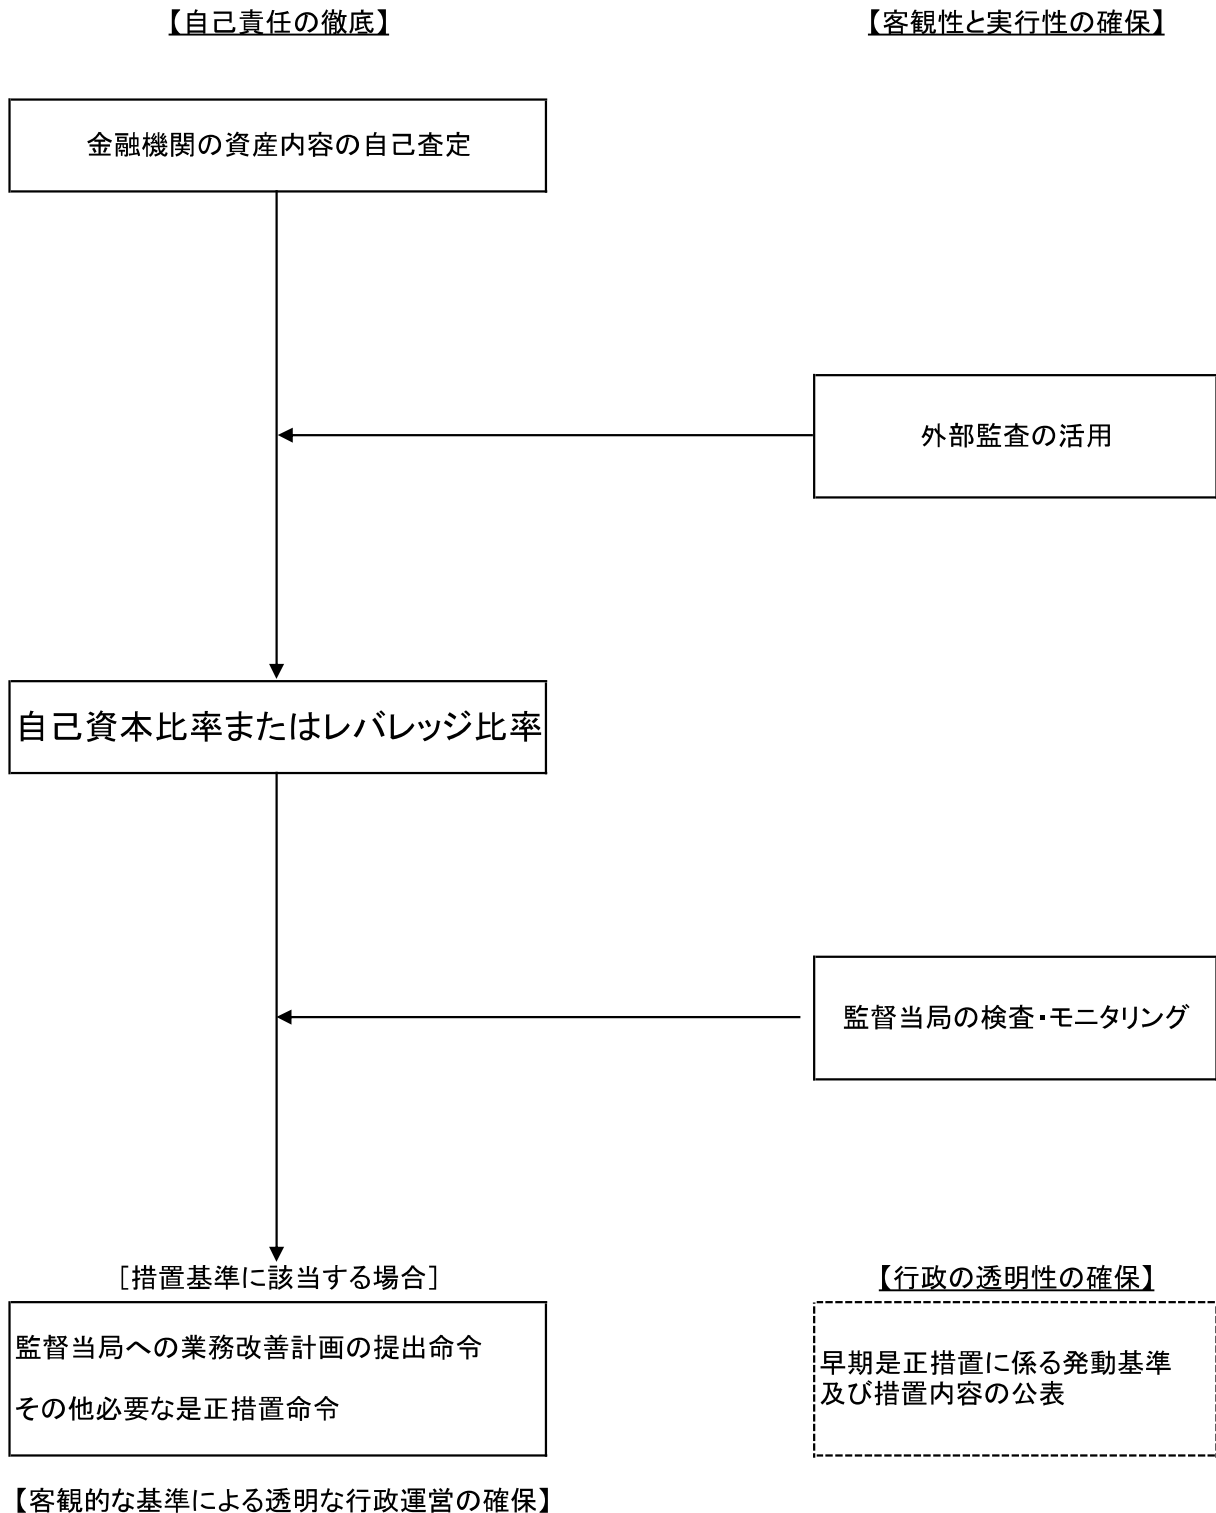 【自己責任の徹底】
【客観性と実行性の確保】
金融機関の資産内容の自己査定
外部監査の活用
自己資本比率またはレバレッジ比率
監督当局の検査・モニタリング
［措置基準に該当する場合］
【行政の透明性の確保】
監督当局への業務改善計画の提出命令
その他必要な是正措置命令
早期是正措置に係る発動基準
及び措置内容の公表
【客観的な基準による透明な行政運営の確保】